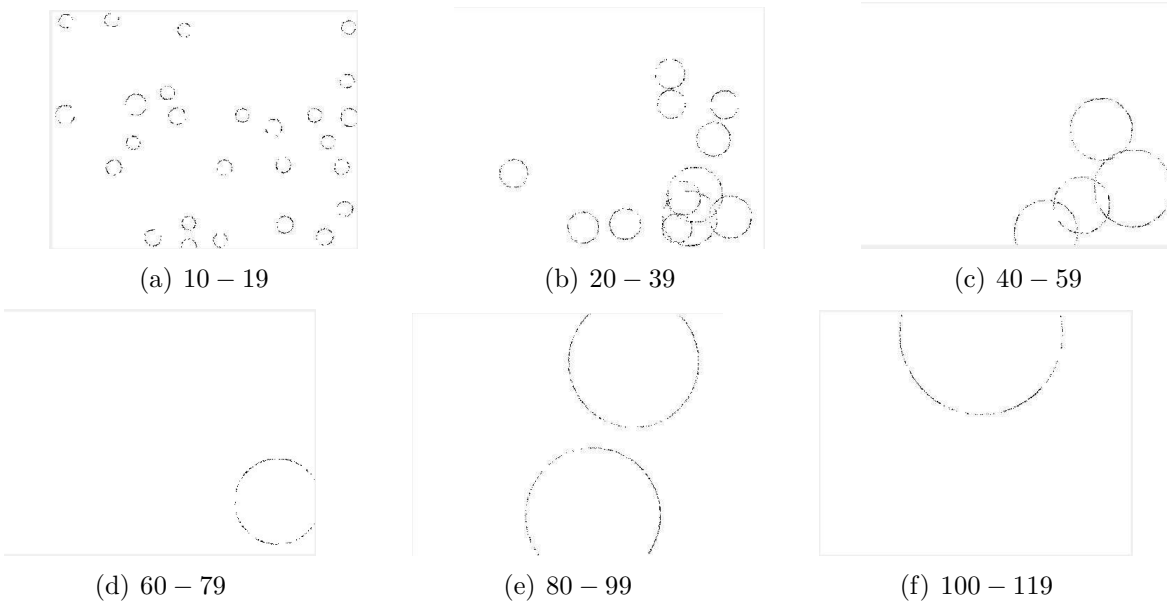 (a) 10 – 19
(b) 20 – 39
(c) 40 – 59
(d) 60 – 79
(e) 80 – 99
(f) 100 – 119